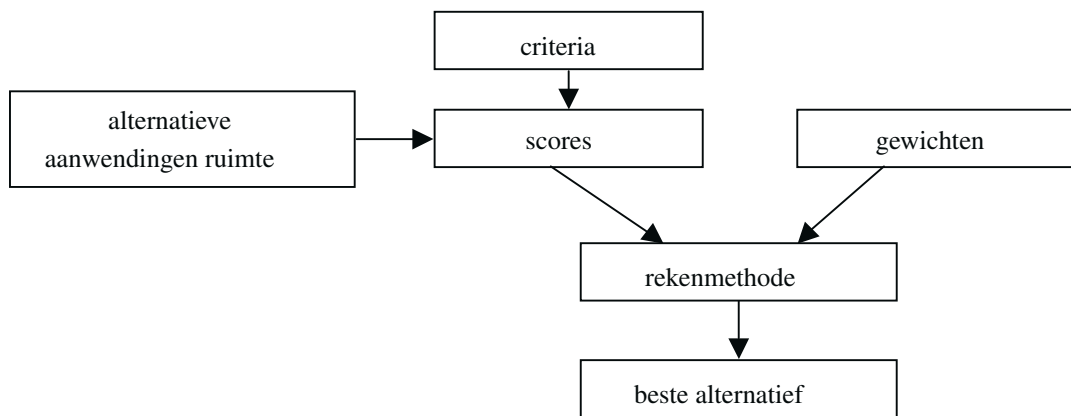 criteria
alternatieve
aanwendingen ruimte
scores
gewichten
rekenmethode
beste alternatief